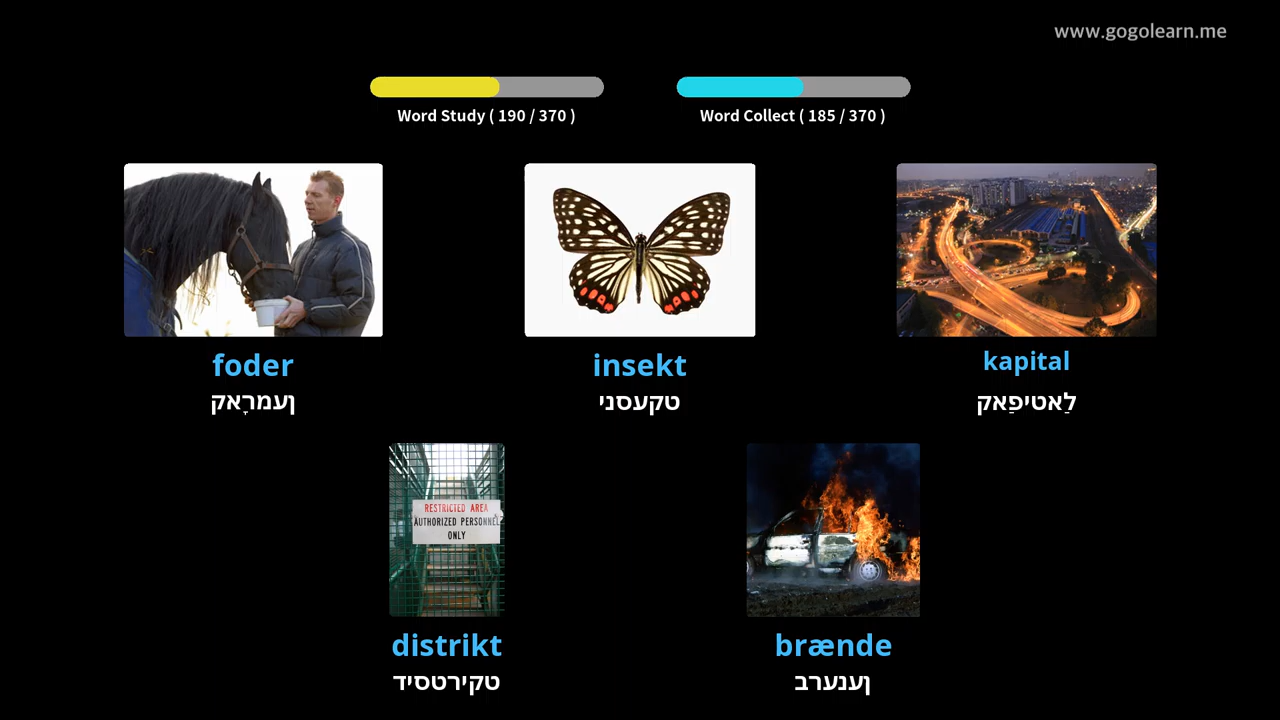 www.gogolearn.me
Word Study ( 190 / 370 )
Word Collect ( 185 / 370 )
foder
ןעמרָאק
insekt
טקעסני
kapital
לַאטיפַּאק
RESTRICTED AREA
AUTHORIZED PERSONNEL
ONLY
distrikt
טקירטסיד
brænde
ןענערב